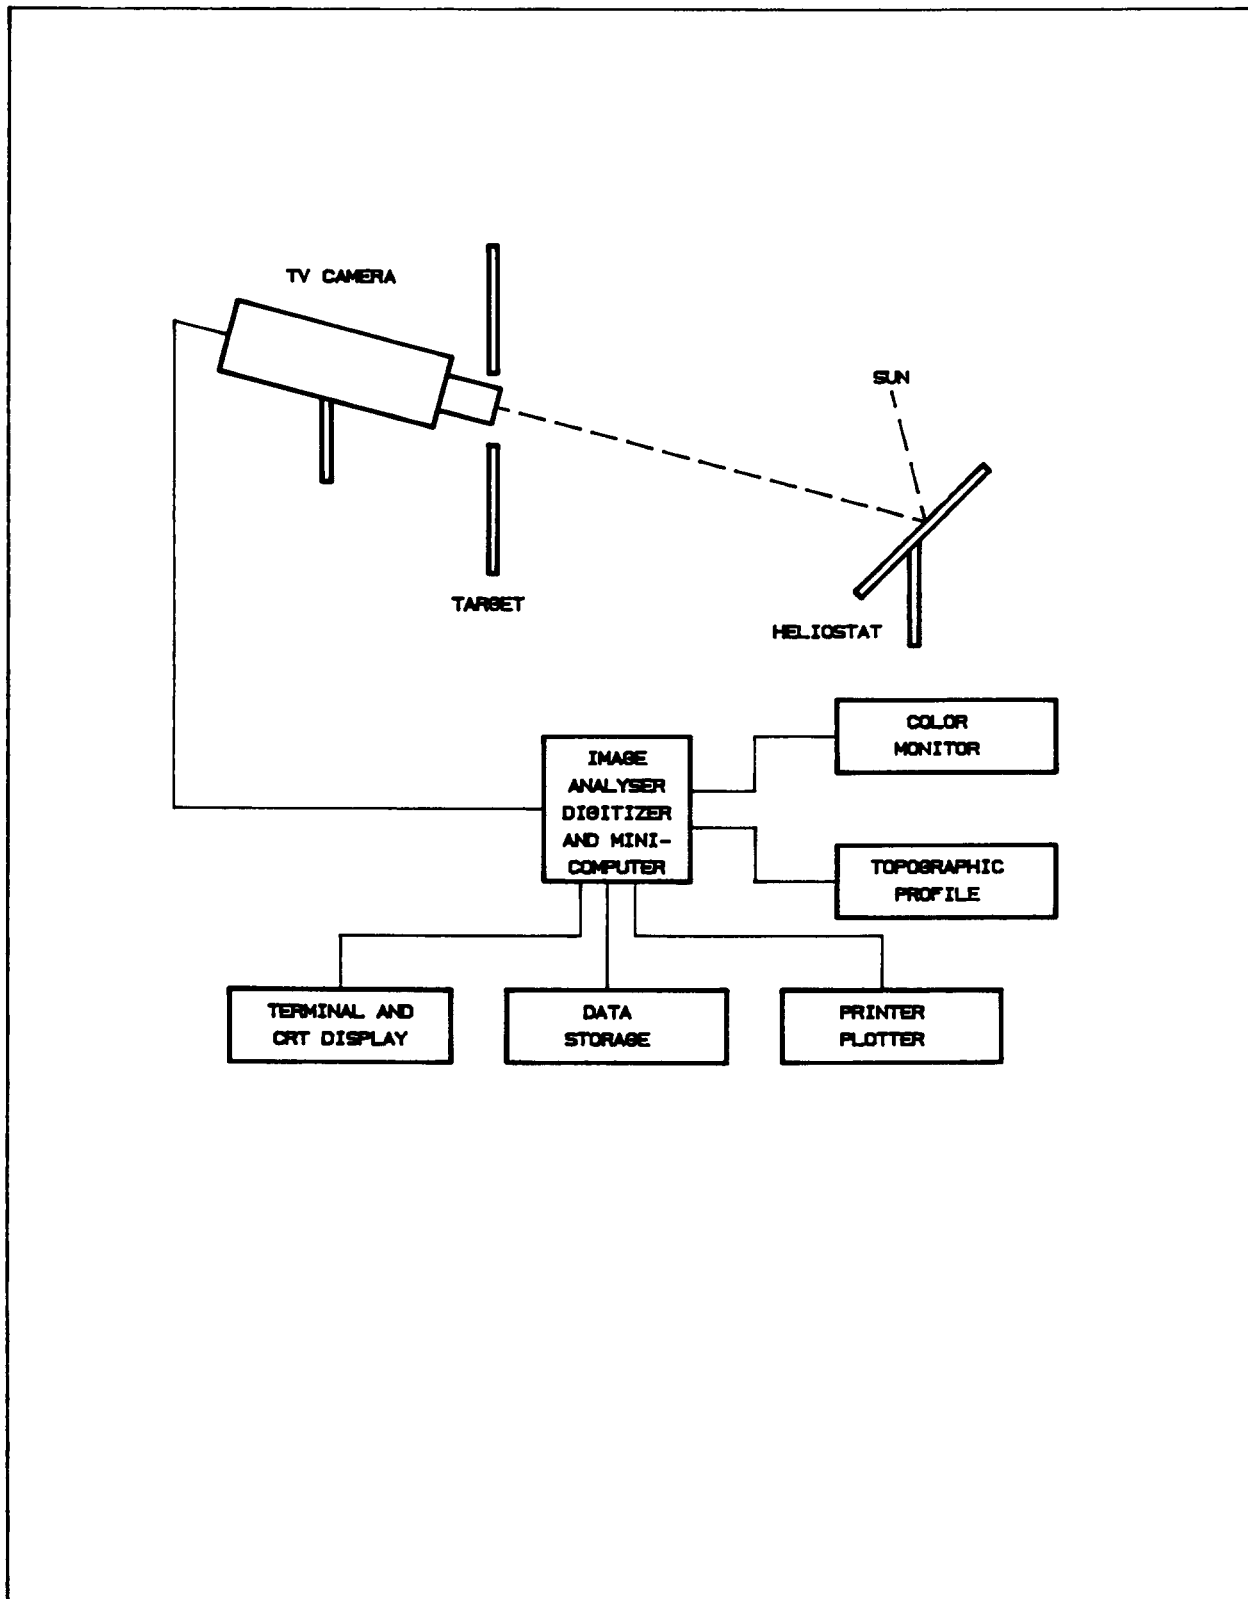 TV CAMERA
SUN
TARGET
HELIOSTAT
COLOR
MONITOR
IMAGE
ANALYSER
DIGITIZER
AND MINI-
COMPUTER
TOPOGRAPHIC
PROFILE
TERMINAL AND
CRT DISPLAY
DATA
STORAGE
PRINTER
PLOTTER